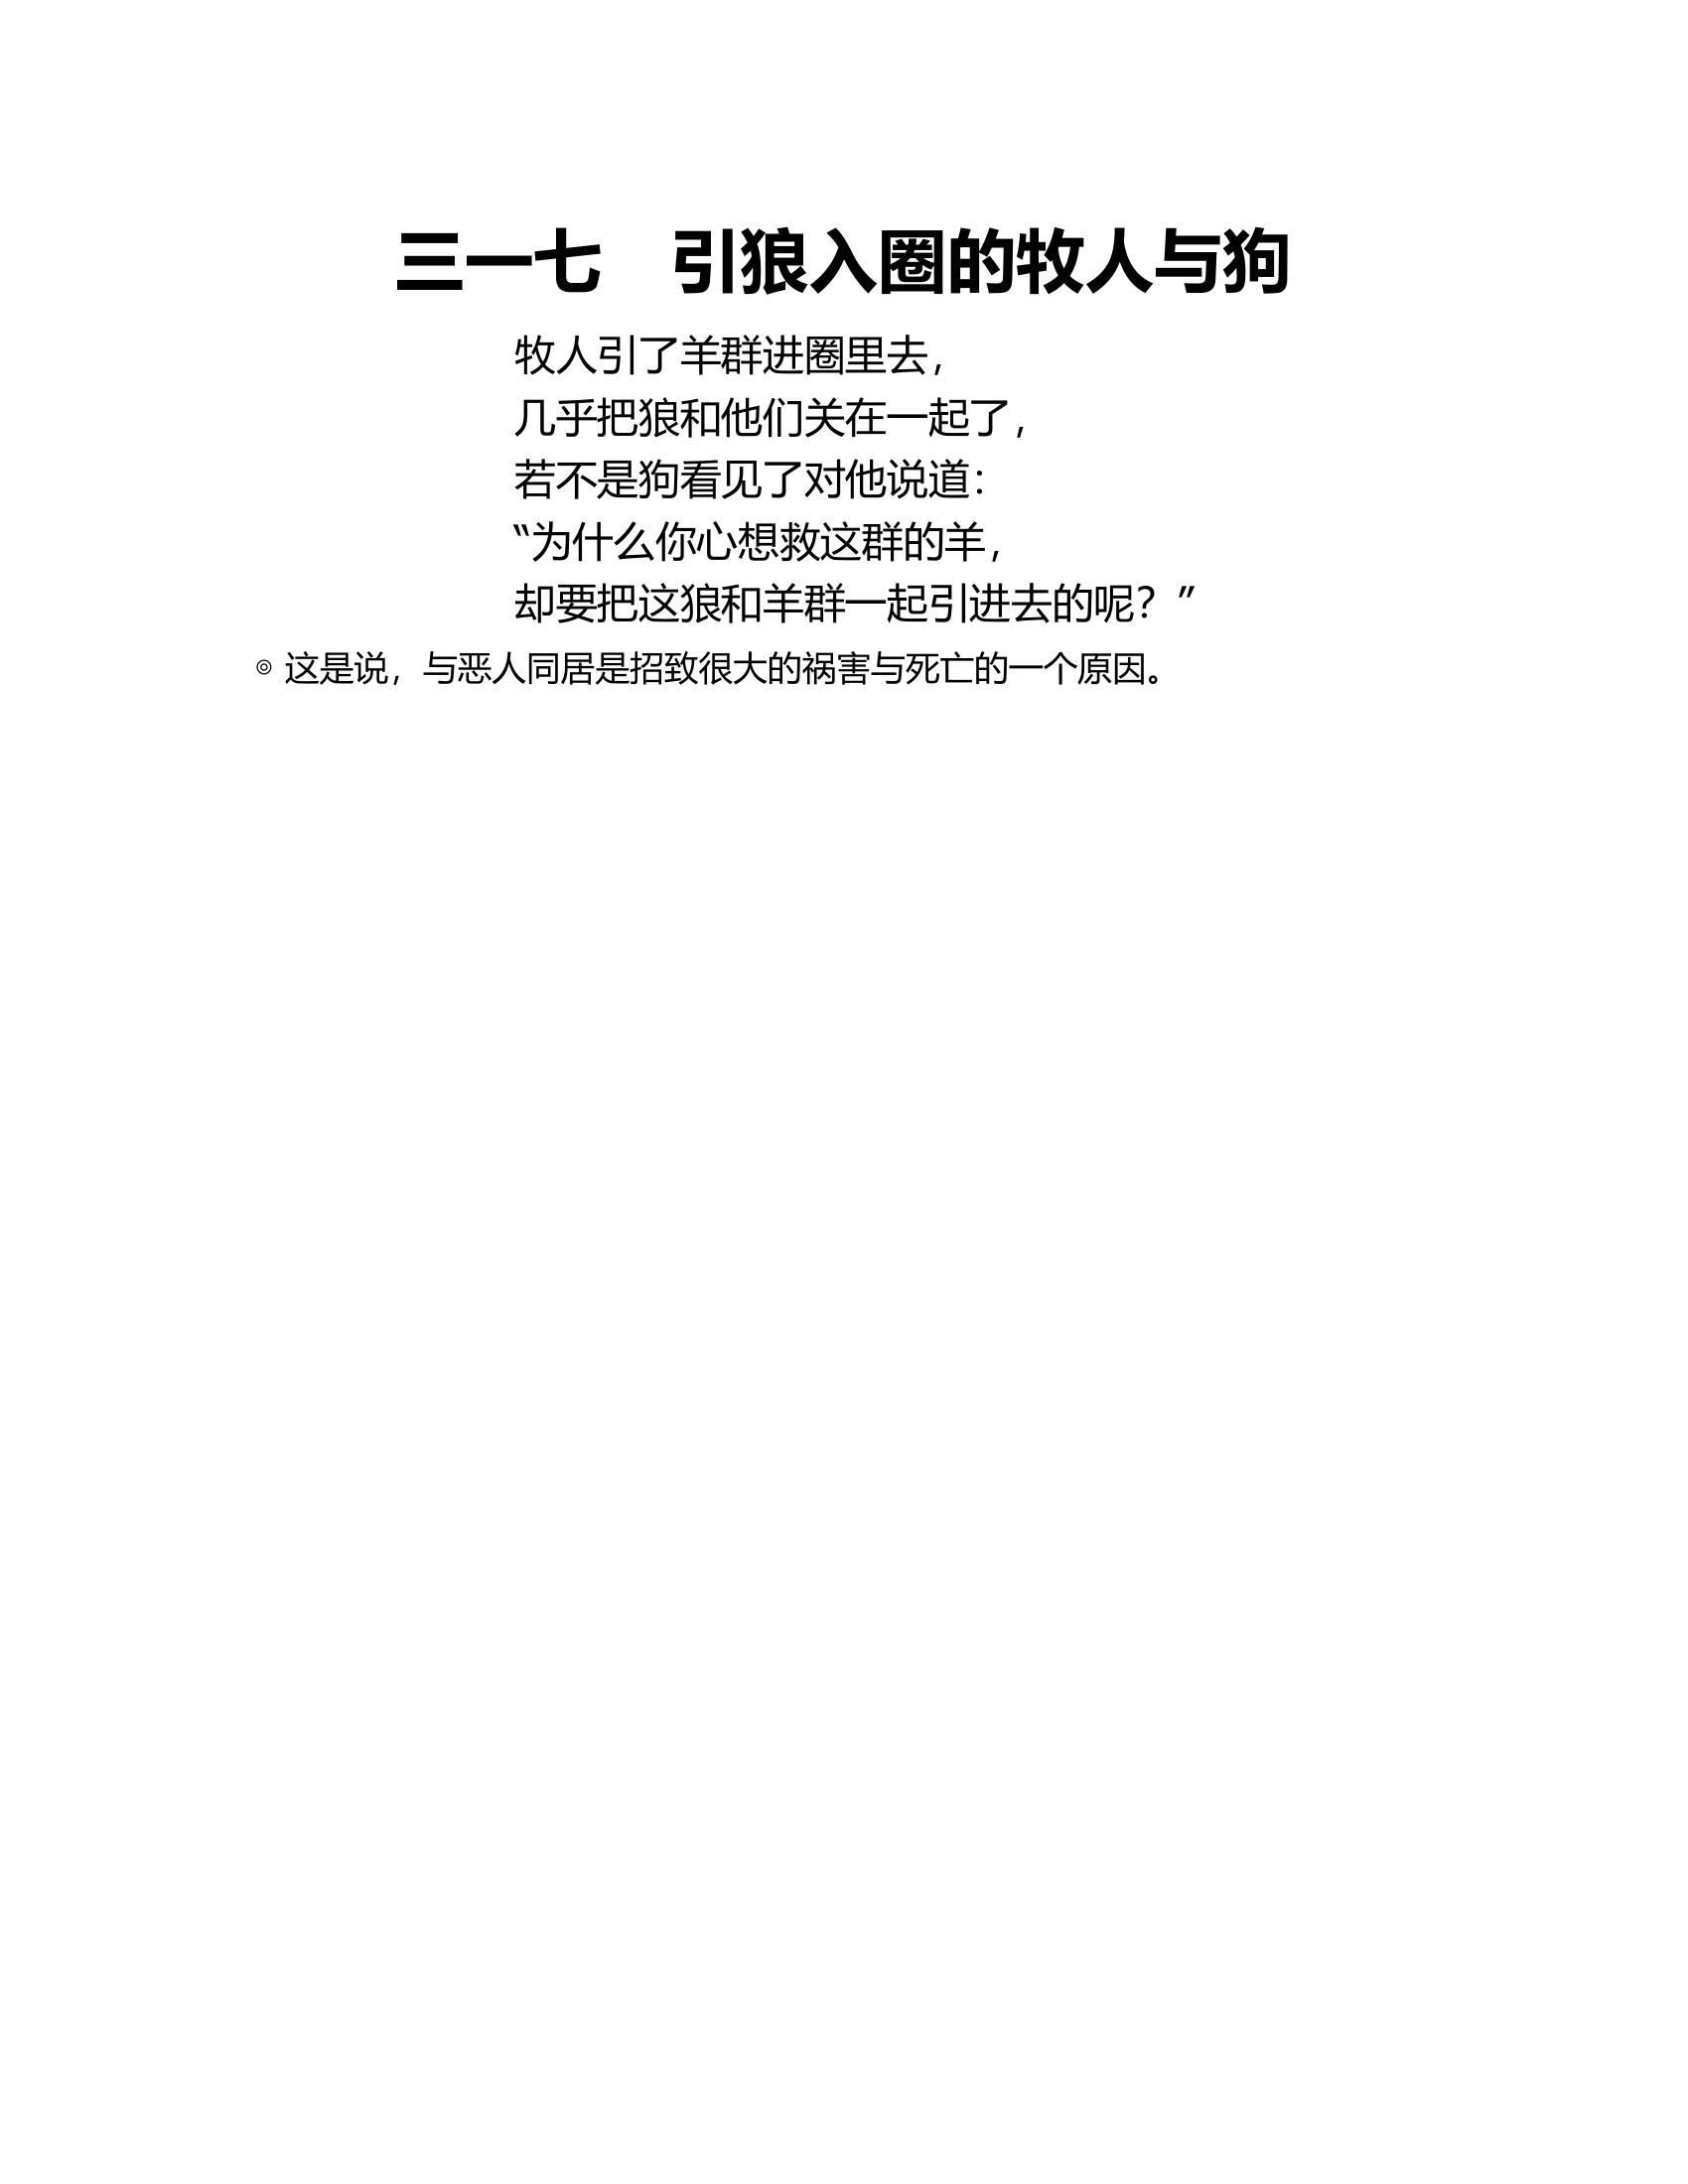 三一七　引狼入圈的牧人与狗
牧人引了羊群进圈里去，
几乎把狼和他们关在一起了，
若不是狗看见了对他说道：
“为什么你心想救这群的羊，
却要把这狼和羊群一起引进去的呢？”
◎ 这是说，与恶人同居是招致很大的祸害与死亡的一个原因。